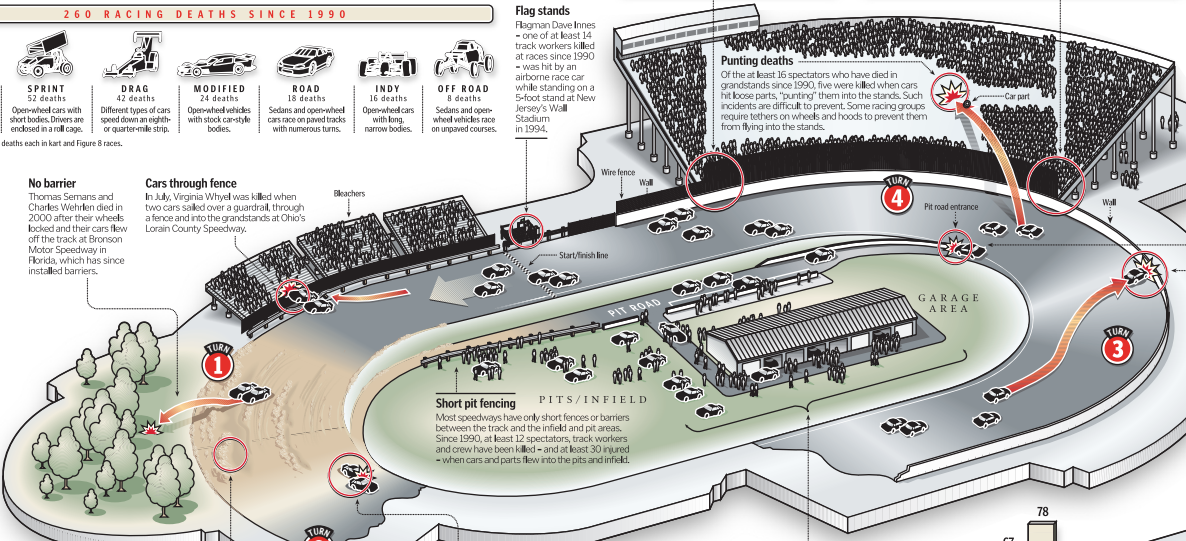 260 RACING DEATHS SINCE 1990
SPRINT
52 deaths
Open-wheel cars with
short bodies. Drivers are
enclosed in a roll cage.
DRAG
42 deaths
Different types of cars
speed down an eighth-
or quarter-mile strip.
MODIFIED
24 deaths
Open-wheel vehicles
with stock car-style
bodies.
ROAD
18 deaths
Sedans and open-wheel
cars race on paved tracks
with numerous turns.
INDY
16 deaths
Open-wheel cars
with long,
narrow bodies.
OFF ROAD
8 deaths
Sedans and open-
wheel vehicles race
on unpaved courses.
deaths each in kart and Figure 8 races.
Flag stands
Flagman Dave Innes
– one of at least 14
track workers killed
at races since 1990
– was hit by an
airborne race car
while standing on a
5-foot stand at New
Jersey's Wall
Stadium
in 1994.
Punting deaths
Of the at least 16 spectators who have died in
grandstands since 1990, five were killed when cars
hit loose parts, "punting" them into the stands. Such
incidents are difficult to prevent. Some racing groups
require tethers on wheels and hoods to prevent them
from flying into the stands.
Car part
No barrier
Thomas Semans and
Charles Wehrlen died in
2000 after their wheels
locked and their cars flew
off the track at Bronson
Motor Speedway in
Florida, which has since
installed barriers.
Cars through fence
In July, Virginia Whyel was killed when
two cars sailed over a guardrail, through
a fence and into the grandstands at Ohio's
Lorain County Speedway.
Bleachers
Wire fence
Wall
TURN
4
Pit road entrance
Wall
Start/finish line
PIT ROAD
GARAGE
AREA
TURN
3
TURN
1
PITS/INFIELD
Short pit fencing
Most speedways have only short fences or barriers
between the track and the infield and pit areas.
Since 1990, at least 12 spectators, track workers
and crew have been killed – and at least 30 injured
– when cars and parts flew into the pits and infield.
TURN
78
67